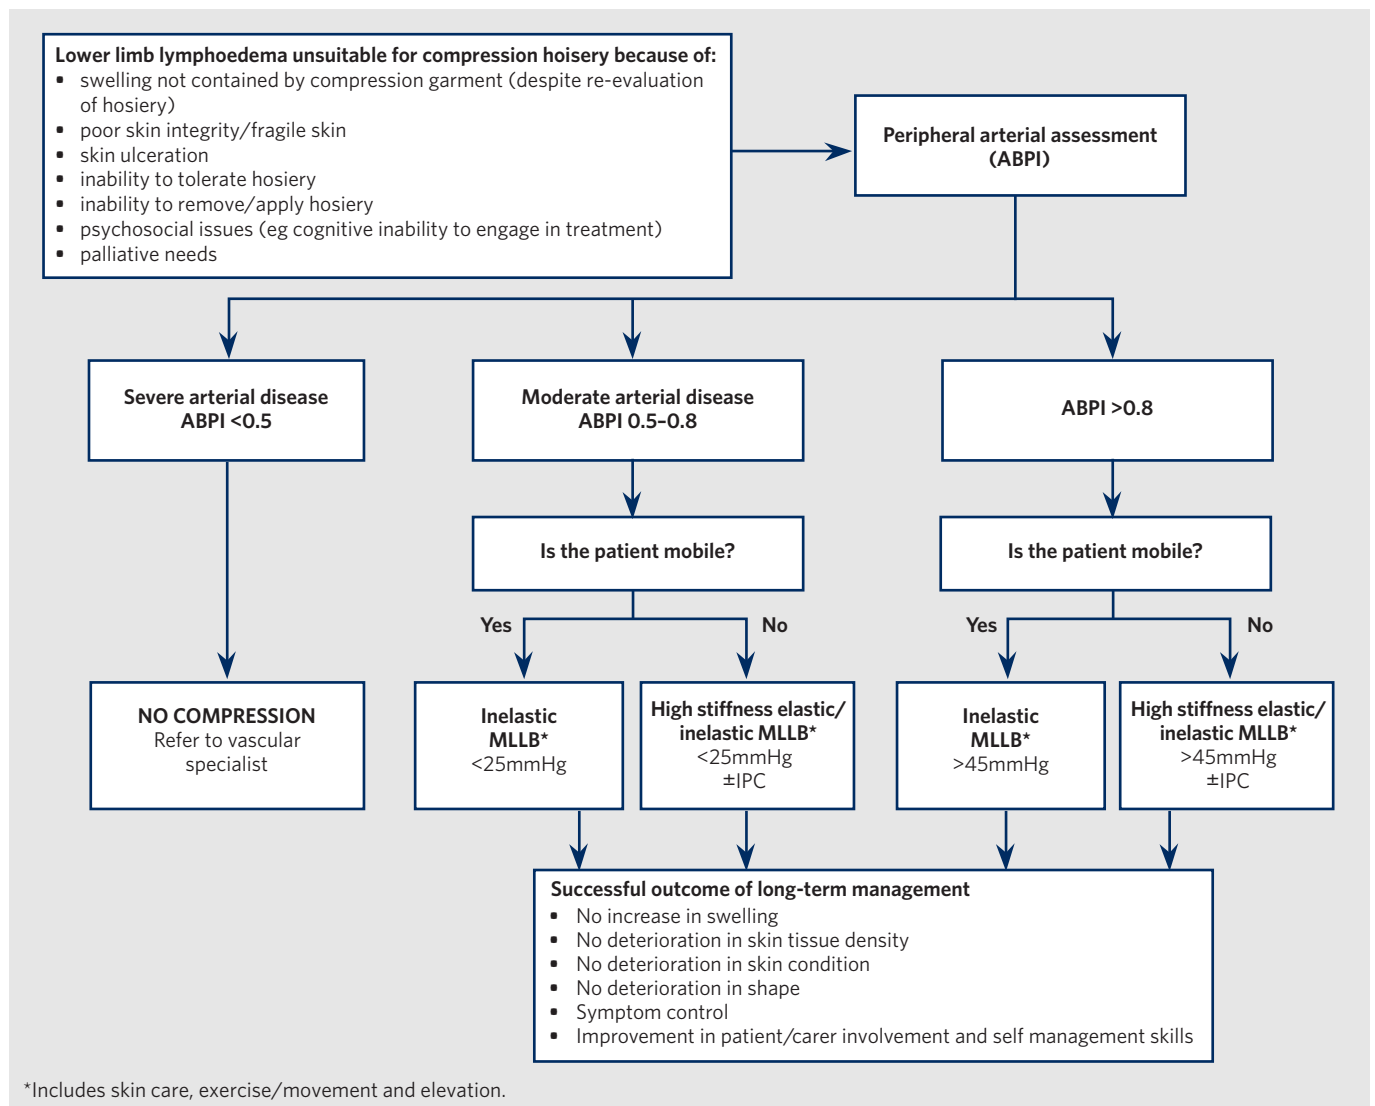 Lower limb lymphoedema unsuitable for compression hoisery because of:
▪ swelling not contained by compression garment (despite re-evaluation
of hosiery)
▪ poor skin integrity/fragile skin
▪ skin ulceration
▪ inability to tolerate hosiery
▪ inability to remove/apply hosiery
▪ psychosocial issues (eg cognitive inability to engage in treatment)
▪ palliative needs
Peripheral arterial assessment
(ABPI)
Severe arterial disease
ABPI <0.5
Moderate arterial disease
ABPI 0.5–0.8
ABPI >0.8
Is the patient mobile?
Is the patient mobile?
Yes
No
Yes
No
NO COMPRESSION
Refer to vascular
specialist
Inelastic
MLLB*
<25mmHg
High stiffness elastic/
inelastic MLLB*
<25mmHg
±IPC
Inelastic
MLLB*
>45mmHg
High stiffness elastic/
inelastic MLLB*
>45mmHg
±IPC
Successful outcome of long-term management
▪ No increase in swelling
▪ No deterioration in skin tissue density
▪ No deterioration in skin condition
▪ No deterioration in shape
▪ Symptom control
▪ Improvement in patient/carer involvement and self management skills
*Includes skin care, exercise/movement and elevation.